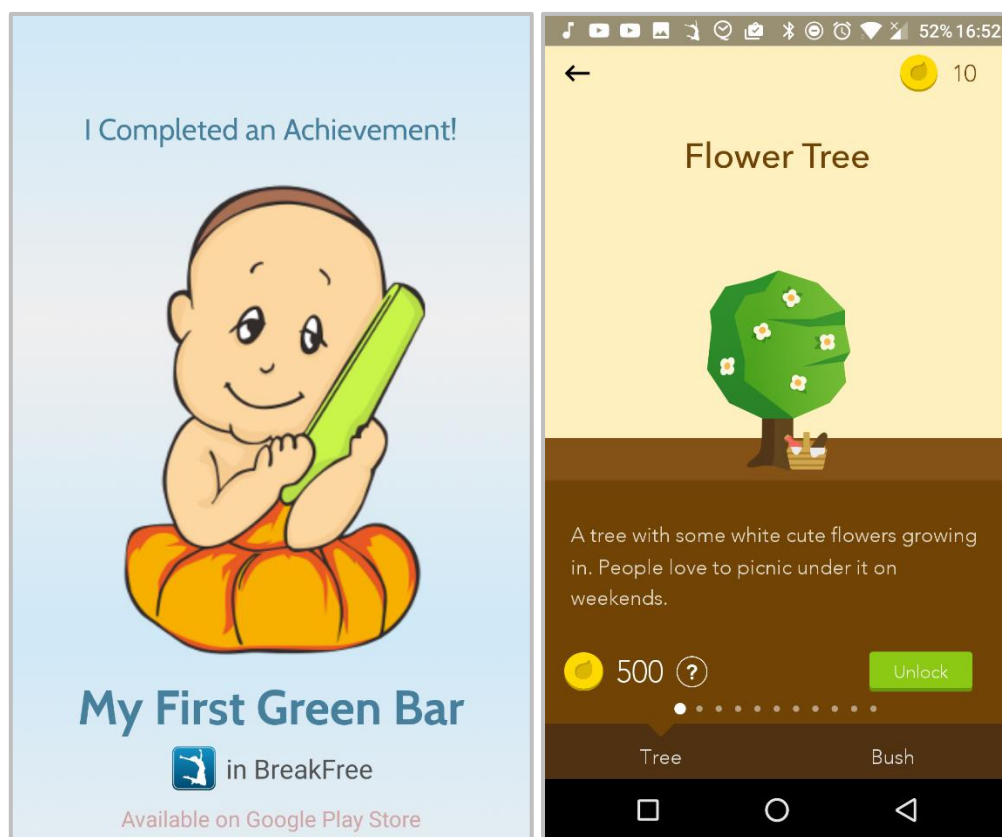 I Completed an Achievement!
My First Green Bar
in BreakFree
Available on Google Play Store
52% 16:52
10
Flower Tree
A tree with some white cute flowers growing
in. People love to picnic under it on
weekends.
500 ?
Unlock
Tree
Bush